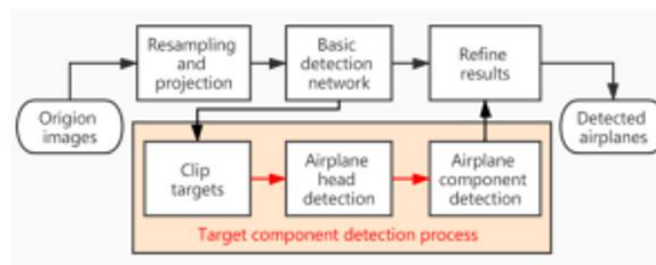 Resampling
and
projection
Basic
detection
network
Refine
results
Origion
images
Detected
airplanes
Clip
targets
Airplane
head
detection
Airplane
component
detection
Target component detection process